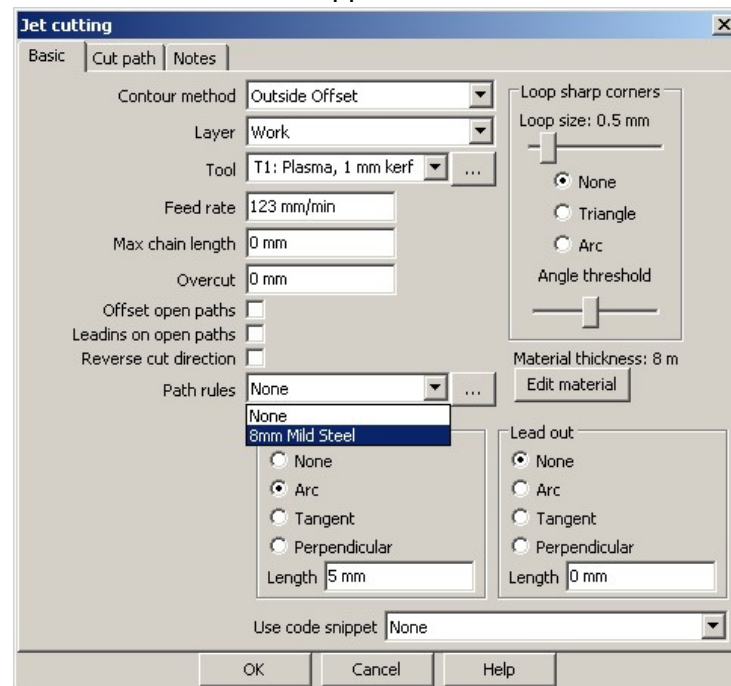 Jet cutting
Basic
Cut path
Notes
Contour method Outside Offset
Layer Work
Tool T1: Plasma, 1 mm kerf ...
Feed rate 123 mm/min
Max chain length 0 mm
Overcut 0 mm
Offset open paths
Leadins on open paths
Reverse cut direction
Path rules None ...
None
8mm Mild Steel
None
Arc
Tangent
Perpendicular
Length 5 mm
Loop sharp corners
Loop size: 0.5 mm
None
Triangle
Arc
Angle threshold
Material thickness: 8 m
Edit material
Lead out
None
Arc
Tangent
Perpendicular
Length 0 mm
Use code snippet None
OK Cancel Help